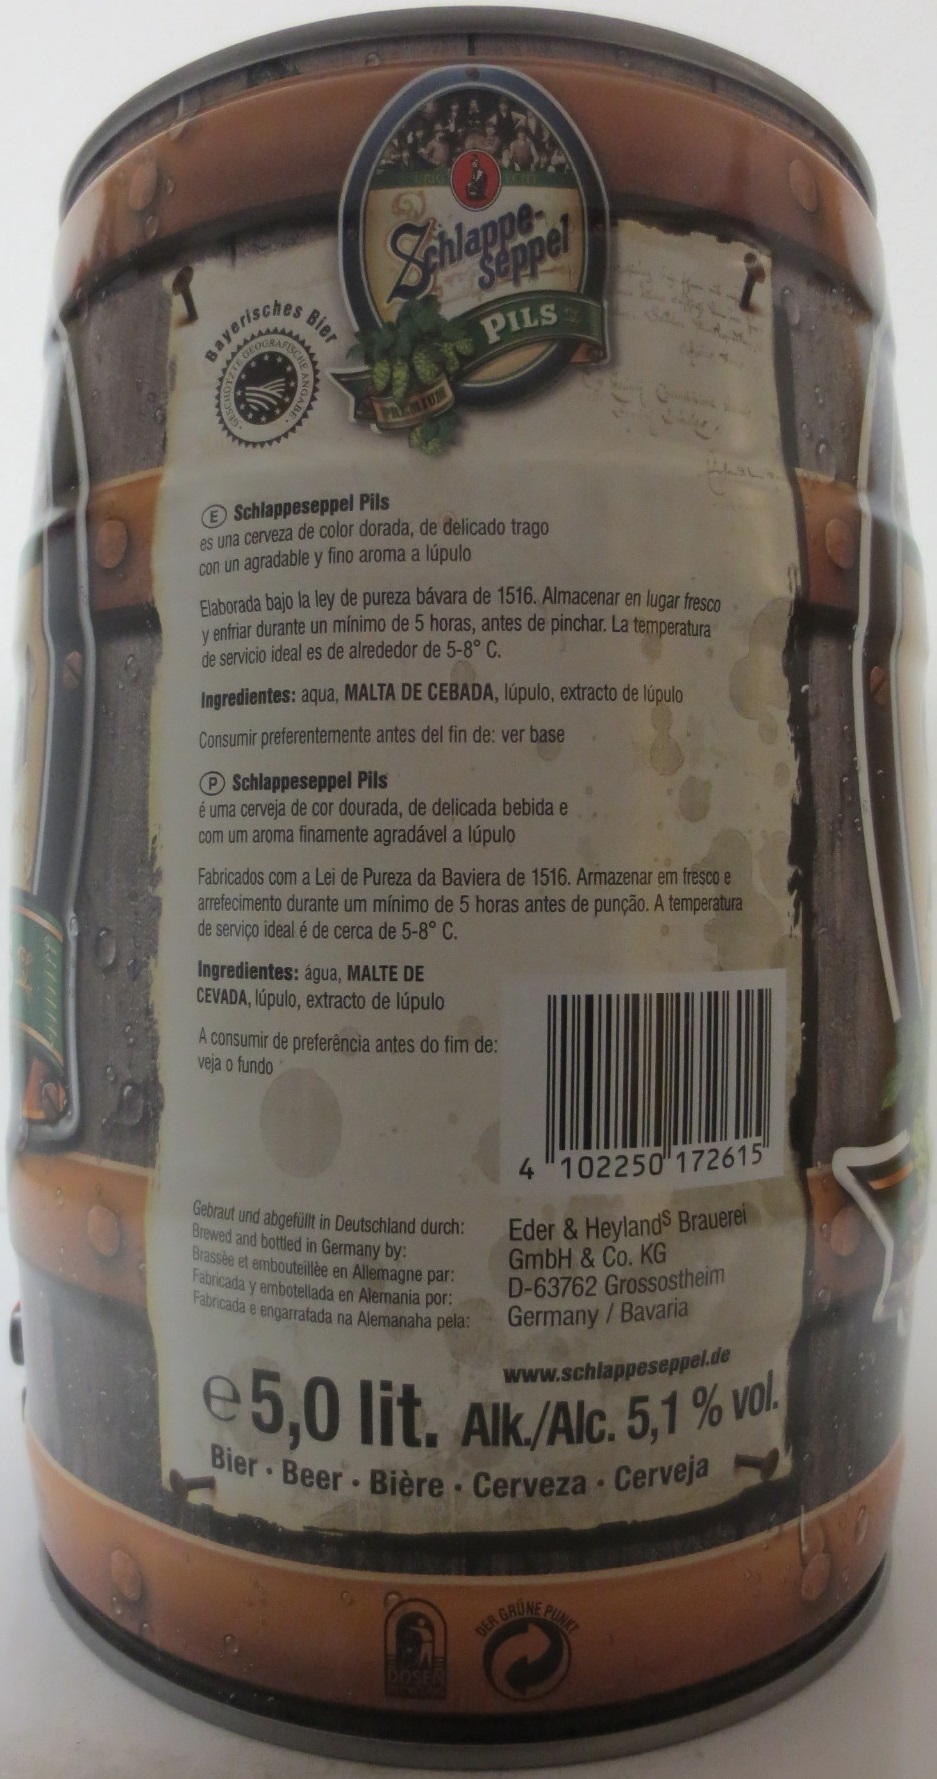 URIG ECHT
Schlappe-
seppel
PILS
PREMIUM
Bayerisches Bier
GESCHÜTZTE GEOGRAFISCHE ANGABE
E Schlappeseppel Pils
es una cerveza de color dorada, de delicado trago
con un agradable y fino aroma a lúpulo
Elaborada bajo la ley de pureza bávara de 1516. Almacenar en lugar fresco
y enfriar durante un mínimo de 5 horas, antes de pinchar. La temperatura
de servicio ideal es de alrededor de 5-8° C.
Ingredientes: aqua, MALTA DE CEBADA, lúpulo, extracto de lúpulo
Consumir preferentemente antes del fin de: ver base
P Schlappeseppel Pils
é uma cerveja de cor dourada, de delicada bebida e
com um aroma finamente agradável a lúpulo
Fabricados com a Lei de Pureza da Baviera de 1516. Armazenar em fresco e
arrefecimento durante um mínimo de 5 horas antes de punção. A temperatura
de serviço ideal é de cerca de 5-8° C.
Ingredientes: água, MALTE DE
CEVADA, lúpulo, extracto de lúpulo
A consumir de preferência antes do fim de:
veja o fundo
4 102250 172615
Gebraut und abgefüllt in Deutschland durch:
Brewed and bottled in Germany by:
Brassèe et embouteillèe en Allemagne par:
Fabricada y embotellada en Alemania por:
Fabricada e engarrafada na Alemanaha pela:
Eder & Heylands Brauerei
GmbH & Co. KG
D-63762 Grossostheim
Germany / Bavaria
www.schlappeseppel.de
e 5,0 lit. Alk./Alc. 5,1 % vol.
Bier · Beer · Bière · Cerveza · Cerveja
DOSEN
DER GRÜNE PUNKT